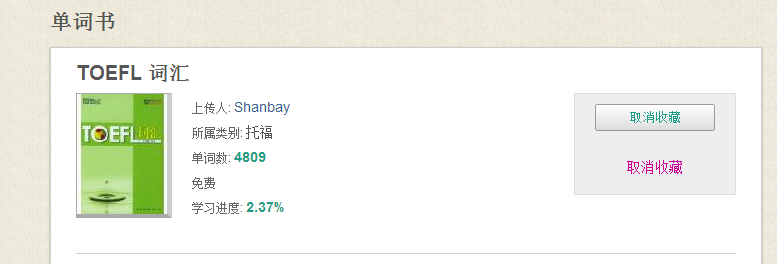 单词书
TOEFL 词汇
TOEFL词汇
上传人: Shanbay
所属类别: 托福
单词数: 4809
免费
学习进度: 2.37%
取消收藏
取消收藏